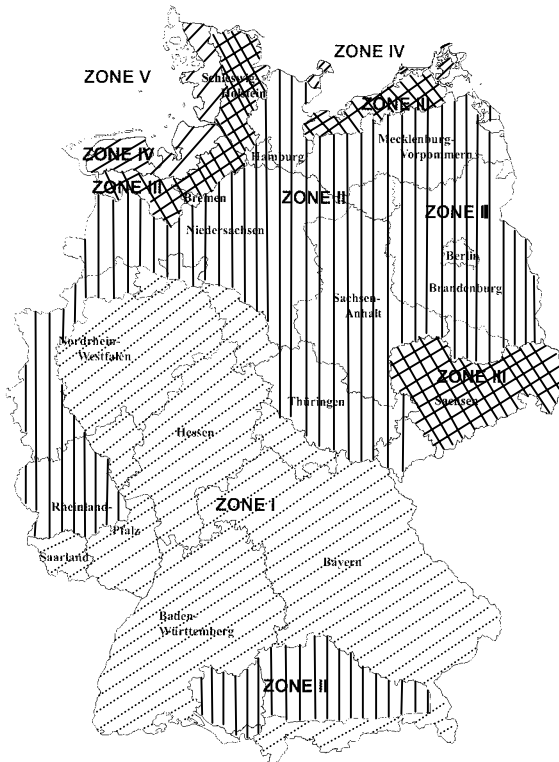 ZONE IV
ZONE V
Schleswig-
Holstein
ZONE III
Mecklenburg-
Vorpommern
Hamburg
ZONE IV
ZONE III
Bremen
ZONE II
ZONE II
Niedersachsen
Berlin
Brandenburg
Sachsen-
Anhalt
Nordrhein-
Westfalen
ZONE III
Sachsen
Thüringen
Hessen
ZONE I
Rheinland-
Pfalz
Saarland
Bayern
Baden-
Württemberg
ZONE II